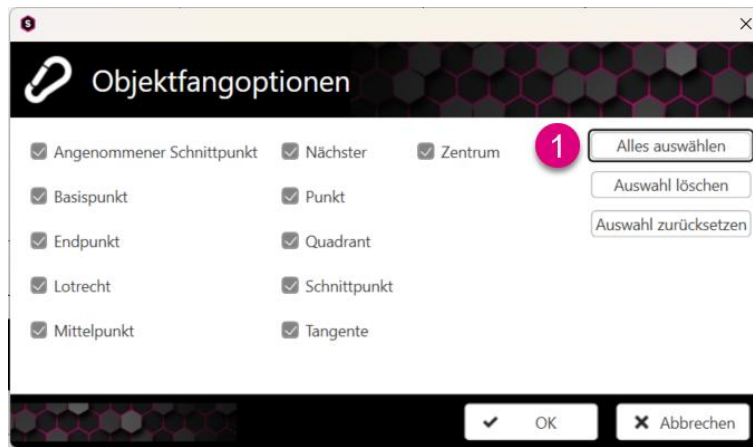 S
Objektfangoptionen
Angenommener Schnittpunkt
Basispunkt
Endpunkt
Lotrecht
Mittelpunkt
Nächster
Punkt
Quadrant
Schnittpunkt
Tangente
Zentrum
1
Alles auswählen
Auswahl löschen
Auswahl zurücksetzen
OK
Abbrechen